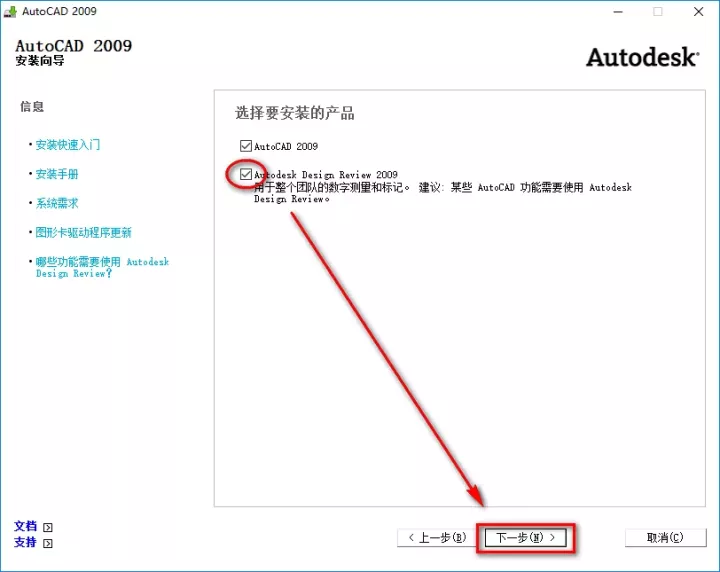 AutoCAD 2009
AutoCAD 2009
安装向导
Autodesk
信息
• 安装快速入门
• 安装手册
• 系统需求
• 图形卡驱动程序更新
• 哪些功能需要使用 Autodesk
Design Review?
选择要安装的产品
AutoCAD 2009
Autodesk Design Review 2009
用于整个团队的数字测量和标记。 建议: 某些 AutoCAD 功能需要使用 Autodesk
Design Review。
文档
支持
< 上一步(B)
下一步(N) >
取消(C)